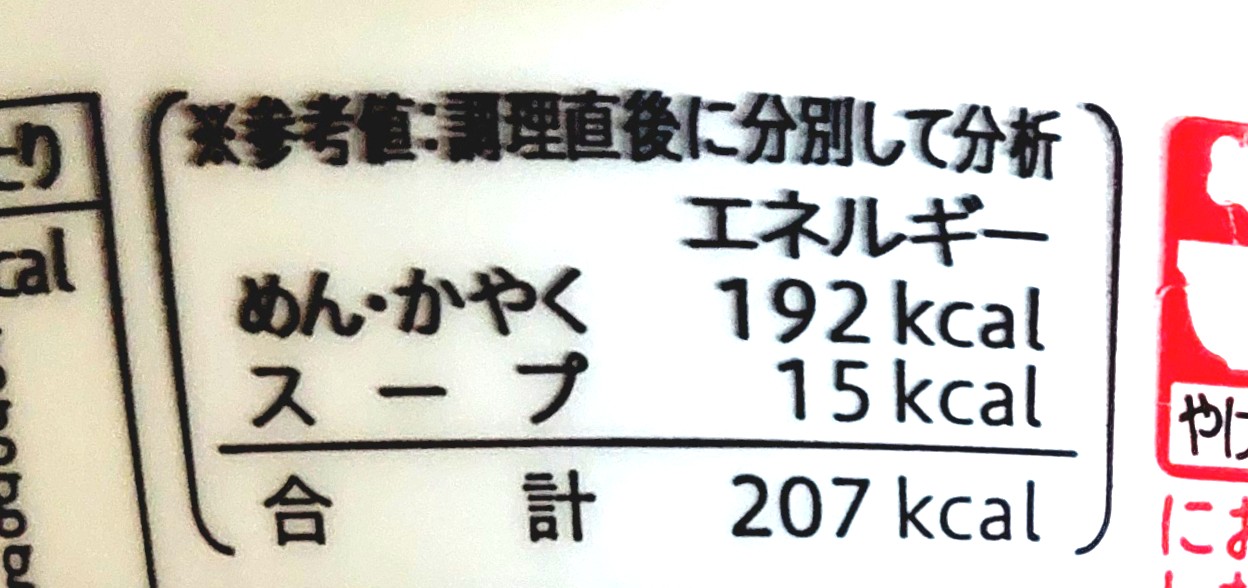 ※参考値:調理直後に分別して分析
エネルギー
めん・かやく 192 kcal
スープ 15 kcal
合計 207 kcal
cal